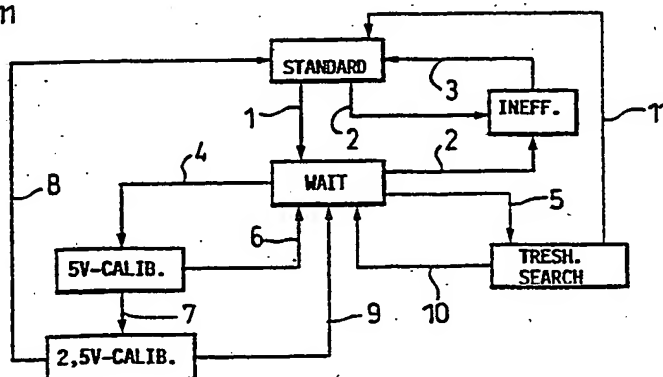 m
STANDARD
3
INEFF.
1
2
11
4
2
8
WAIT
5
6
5V-CALIB.
TRESH.
SEARCH
7
9
10
2,5V-CALIB.